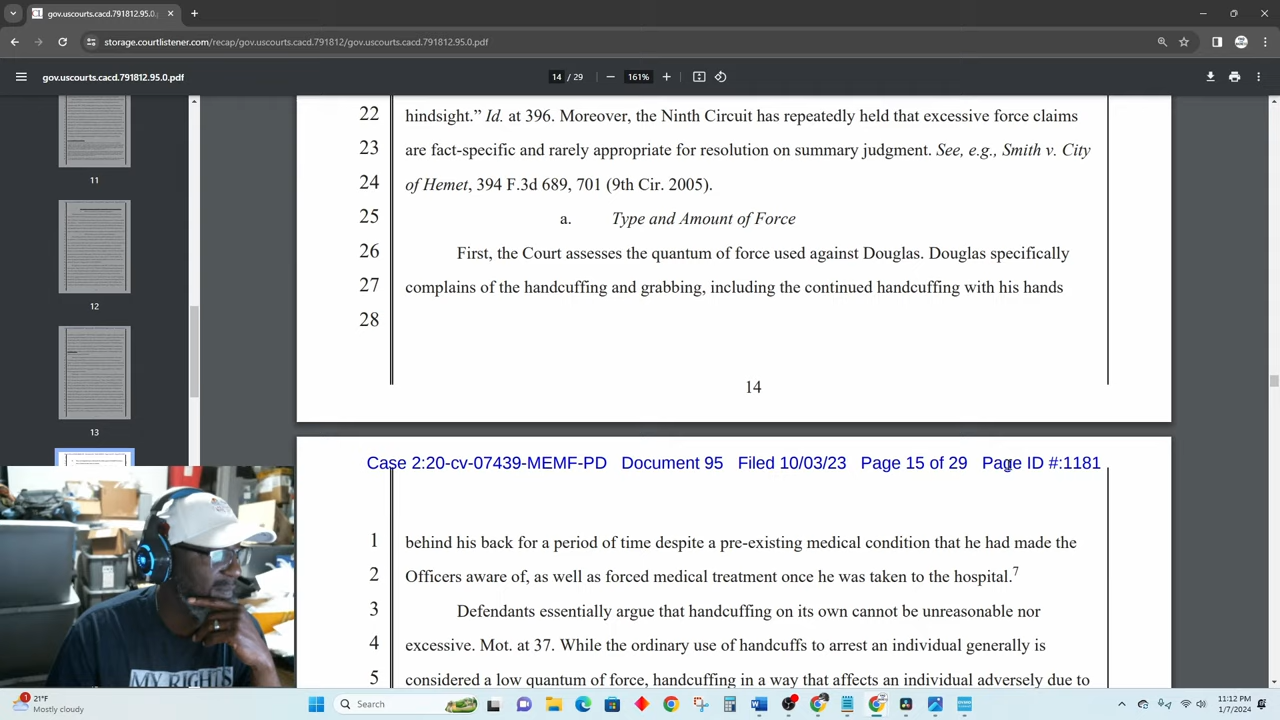 gov.uscourts.cacd.791812.95.0.p
storage.courtlistener.com/recap/gov.uscourts.cacd.791812/gov.uscourts.cacd.791812.95.0.pdf
gov.uscourts.cacd.791812.95.0.pdf
14 / 29
161%
11
12
13
22 hindsight.” Id. at 396. Moreover, the Ninth Circuit has repeatedly held that excessive force claims
23 are fact-specific and rarely appropriate for resolution on summary judgment. See, e.g., Smith v. City
24 of Hemet, 394 F.3d 689, 701 (9th Cir. 2005).
25 a. Type and Amount of Force
26 First, the Court assesses the quantum of force used against Douglas. Douglas specifically
27 complains of the handcuffing and grabbing, including the continued handcuffing with his hands
28
14
Case 2:20-cv-07439-MEMF-PD Document 95 Filed 10/03/23 Page 15 of 29 Page ID #:1181
1 behind his back for a period of time despite a pre-existing medical condition that he had made the
2 Officers aware of, as well as forced medical treatment once he was taken to the hospital.7
3 Defendants essentially argue that handcuffing on its own cannot be unreasonable nor
4 excessive. Mot. at 37. While the ordinary use of handcuffs to arrest an individual generally is
5 considered a low quantum of force, handcuffing in a way that affects an individual adversely due to
MY RIGHTS
21°F
Mostly cloudy
Search
11:12 PM
1/7/2024